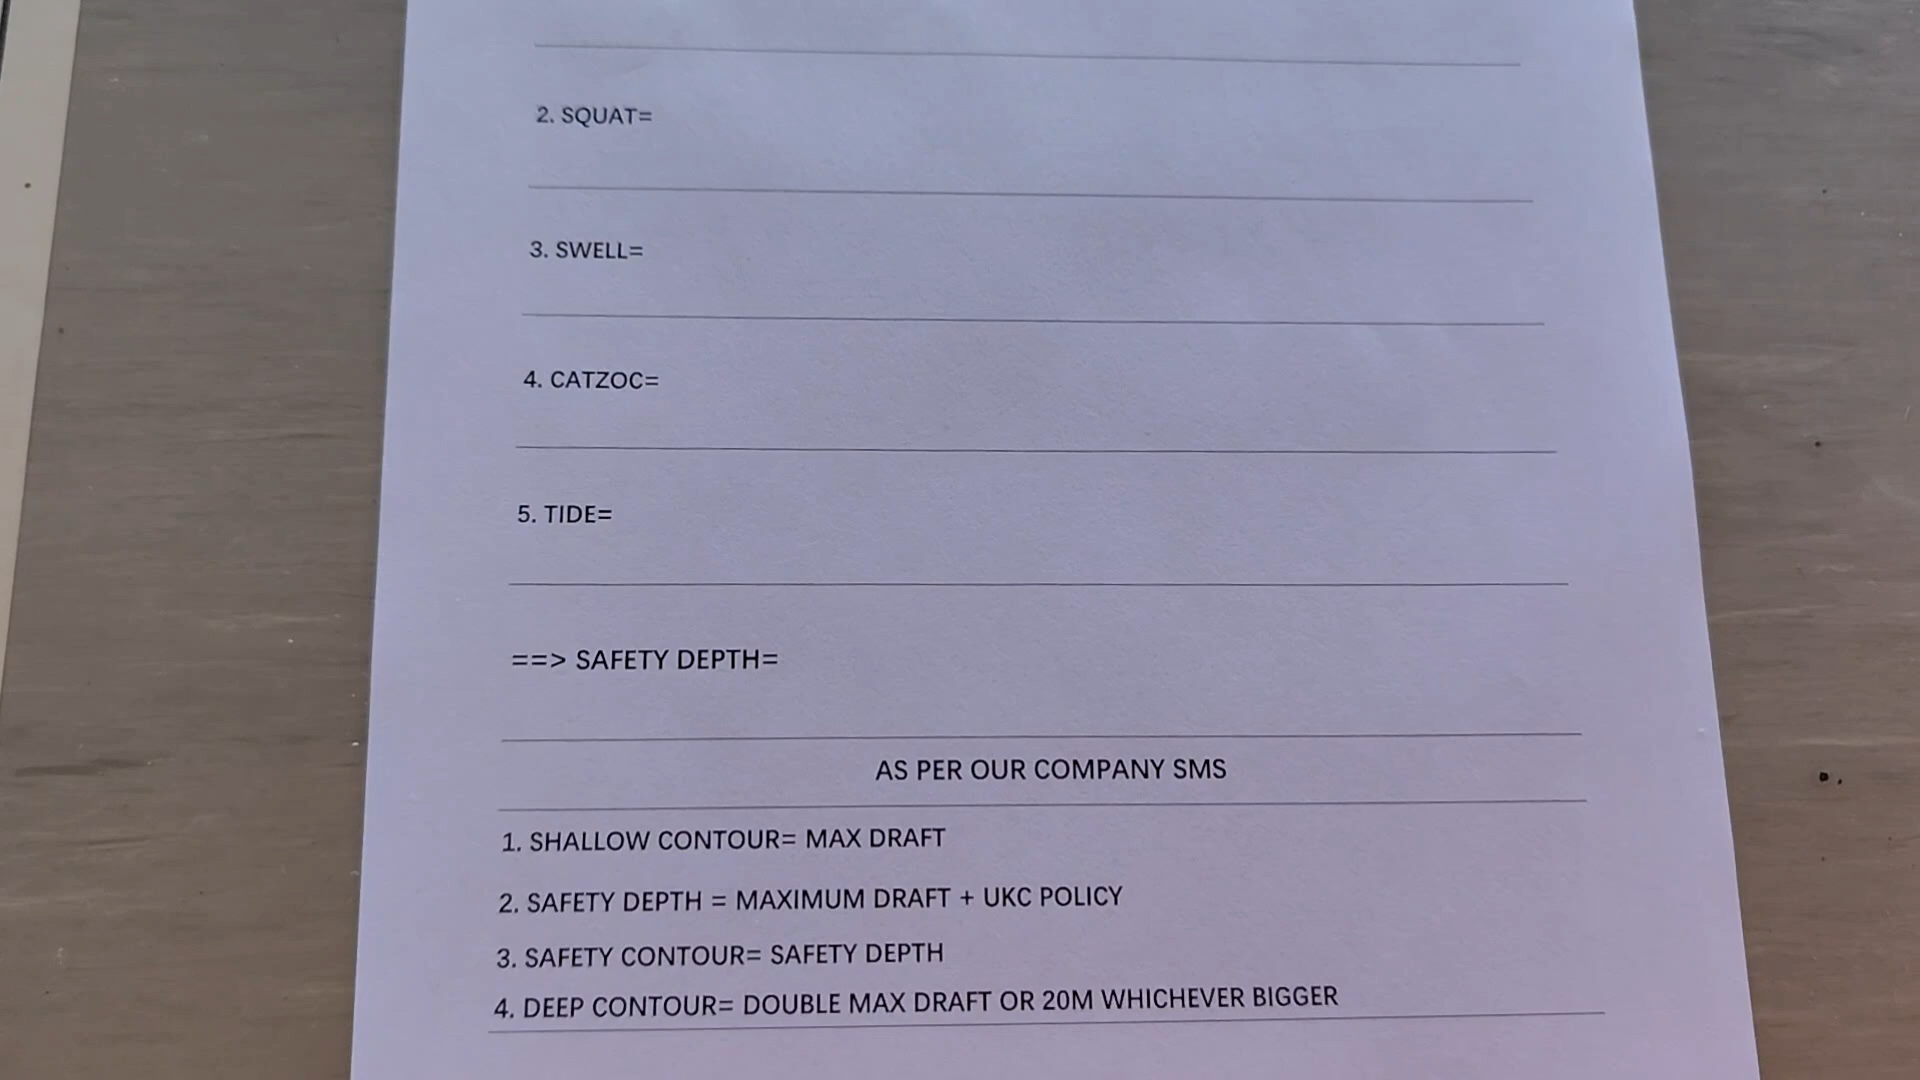 2. SQUAT=
3. SWELL=
4. CATZOC=
5. TIDE=
==> SAFETY DEPTH=
AS PER OUR COMPANY SMS
1. SHALLOW CONTOUR= MAX DRAFT
2. SAFETY DEPTH = MAXIMUM DRAFT + UKC POLICY
3. SAFETY CONTOUR= SAFETY DEPTH
4. DEEP CONTOUR= DOUBLE MAX DRAFT OR 20M WHICHEVER BIGGER